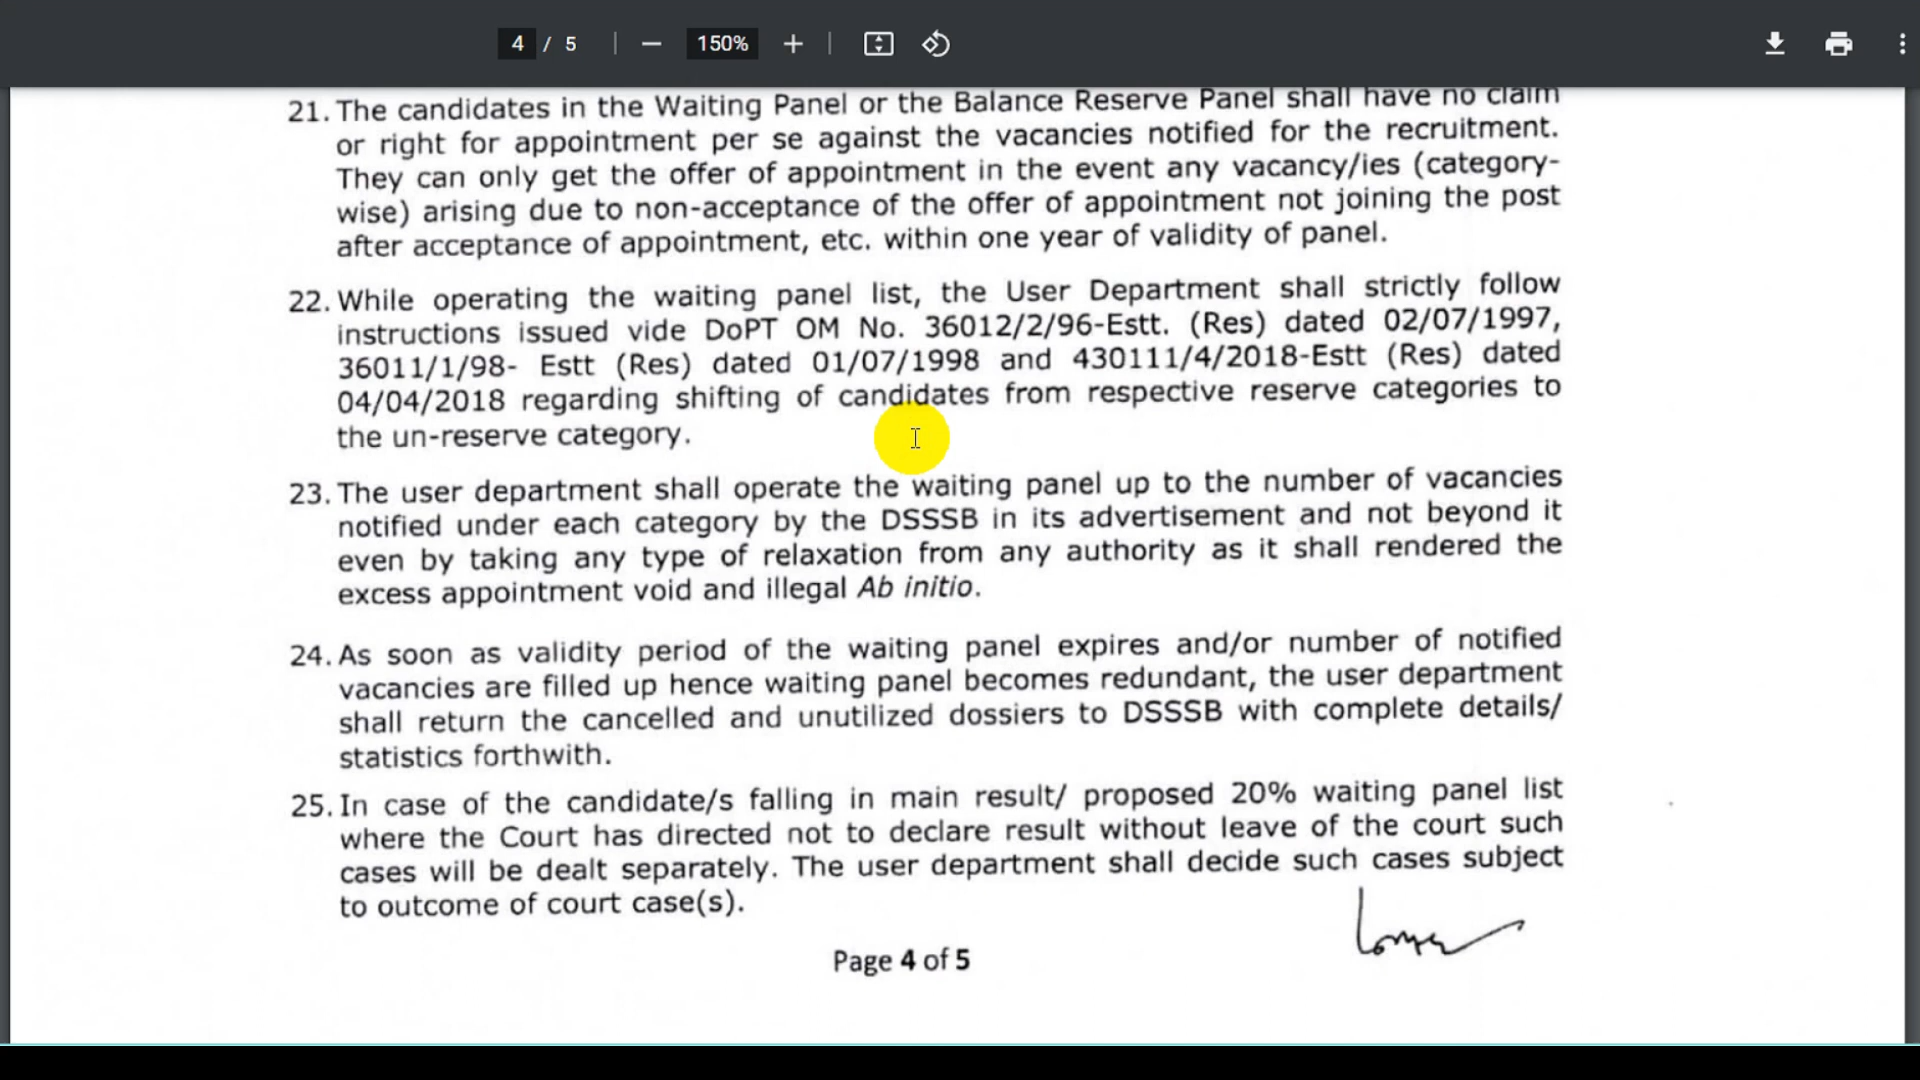 4 / 5 150%
21. The candidates in the Waiting Panel or the Balance Reserve Panel shall have no claim
or right for appointment per se against the vacancies notified for the recruitment.
They can only get the offer of appointment in the event any vacancy/ies (category-
wise) arising due to non-acceptance of the offer of appointment not joining the post
after acceptance of appointment, etc. within one year of validity of panel.
22. While operating the waiting panel list, the User Department shall strictly follow
instructions issued vide DoPT OM No. 36012/2/96-Estt. (Res) dated 02/07/1997,
36011/1/98- Estt (Res) dated 01/07/1998 and 430111/4/2018-Estt (Res) dated
04/04/2018 regarding shifting of candidates from respective reserve categories to
the un-reserve category.
23. The user department shall operate the waiting panel up to the number of vacancies
notified under each category by the DSSSB in its advertisement and not beyond it
even by taking any type of relaxation from any authority as it shall rendered the
excess appointment void and illegal Ab initio.
24. As soon as validity period of the waiting panel expires and/or number of notified
vacancies are filled up hence waiting panel becomes redundant, the user department
shall return the cancelled and unutilized dossiers to DSSSB with complete details/
statistics forthwith.
25. In case of the candidate/s falling in main result/ proposed 20% waiting panel list
where the Court has directed not to declare result without leave of the court such
cases will be dealt separately. The user department shall decide such cases subject
to outcome of court case(s).
Page 4 of 5